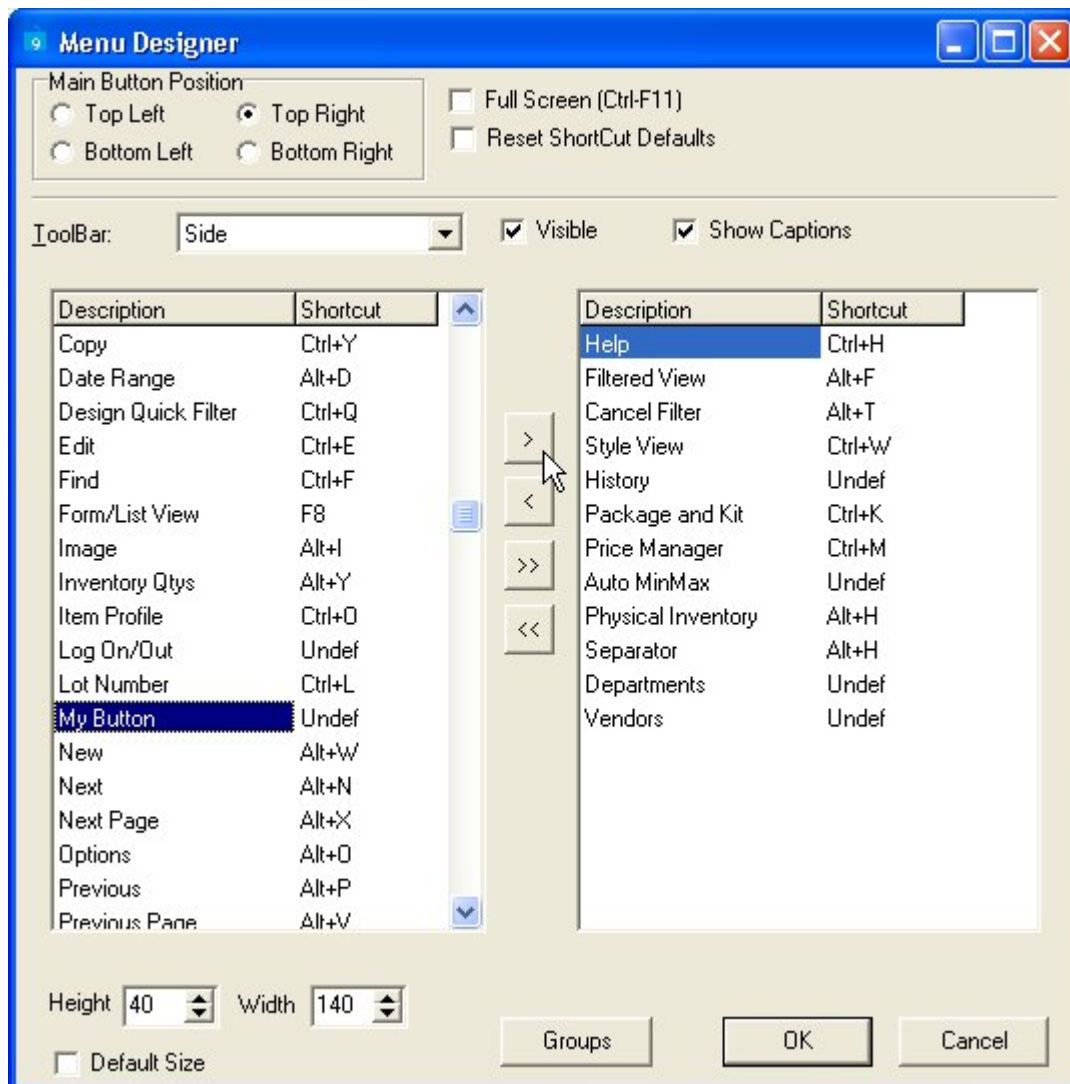 9 Menu Designer
Main Button Position
Top Left Top Right
Bottom Left Bottom Right
Full Screen (Ctrl-F11)
Reset ShortCut Defaults
ToolBar: Side Visible Show Captions
Description Shortcut
Copy Ctrl+Y
Date Range Alt+D
Design Quick Filter Ctrl+Q
Edit Ctrl+E
Find Ctrl+F
Form/List View F8
Image Alt+I
Inventory Qtys Alt+Y
Item Profile Ctrl+O
Log On/Out Undef
Lot Number Ctrl+L
My Button Undef
New Alt+W
Next Alt+N
Next Page Alt+X
Options Alt+O
Previous Alt+P
Previous Page Alt+V
>
<
>>
<<
Description Shortcut
Help Ctrl+H
Filtered View Alt+F
Cancel Filter Alt+T
Style View Ctrl+W
History Undef
Package and Kit Ctrl+K
Price Manager Ctrl+M
Auto MinMax Undef
Physical Inventory Alt+H
Separator Alt+H
Departments Undef
Vendors Undef
Height 40 Width 140
Default Size
Groups OK Cancel